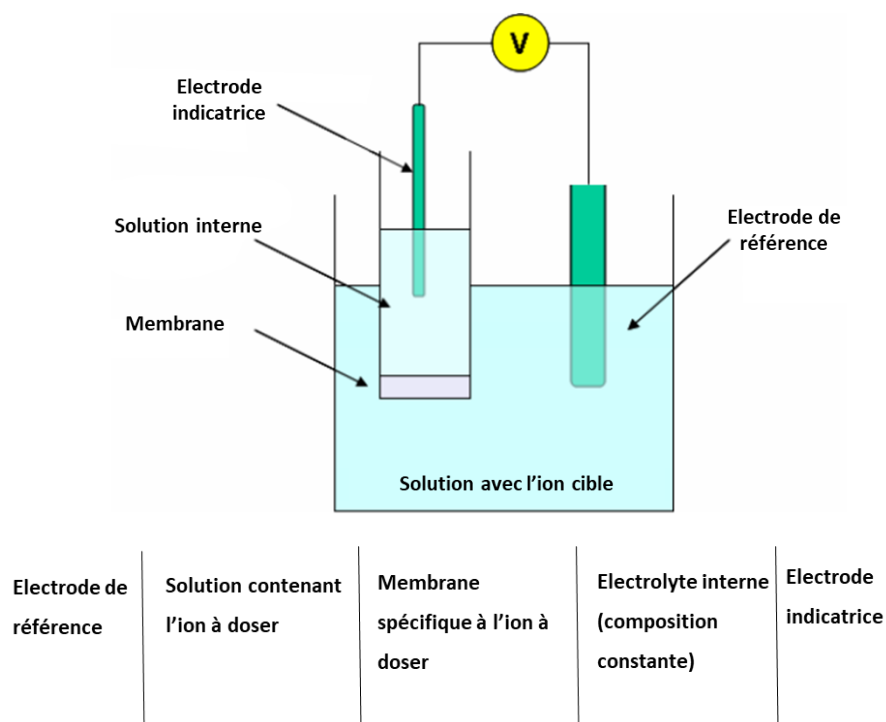 V
Electrode
indicatrice
Solution interne
Electrode de
référence
Membrane
Solution avec l'ion cible
Electrode de
référence
Solution contenant
l'ion à doser
Membrane
spécifique à l'ion à
doser
Electrolyte interne
(composition
constante)
Electrode
indicatrice